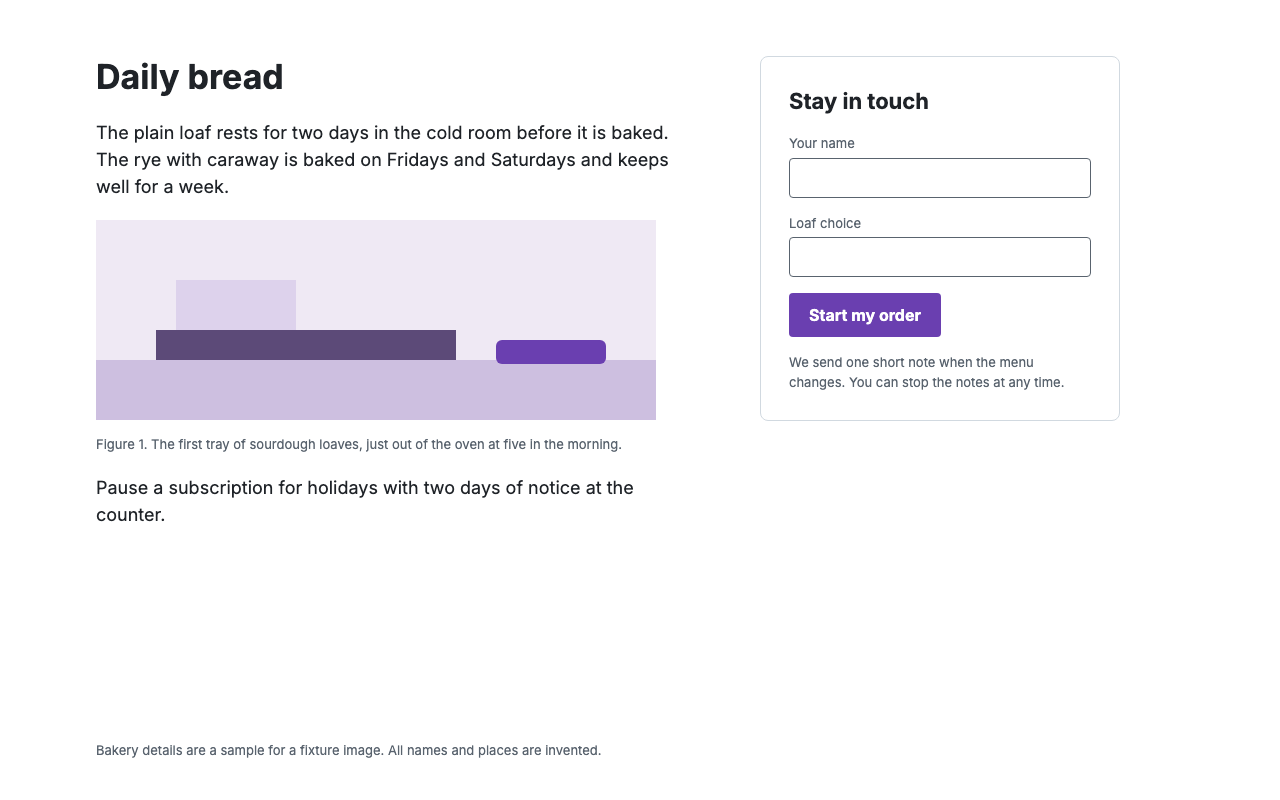 Daily bread
The plain loaf rests for two days in the cold room before it is baked.
The rye with caraway is baked on Fridays and Saturdays and keeps
well for a week.
Figure 1. The first tray of sourdough loaves, just out of the oven at five in the morning.
Pause a subscription for holidays with two days of notice at the
counter.
Stay in touch
Your name
Loaf choice
Start my order
We send one short note when the menu
changes. You can stop the notes at any time.
Bakery details are a sample for a fixture image. All names and places are invented.